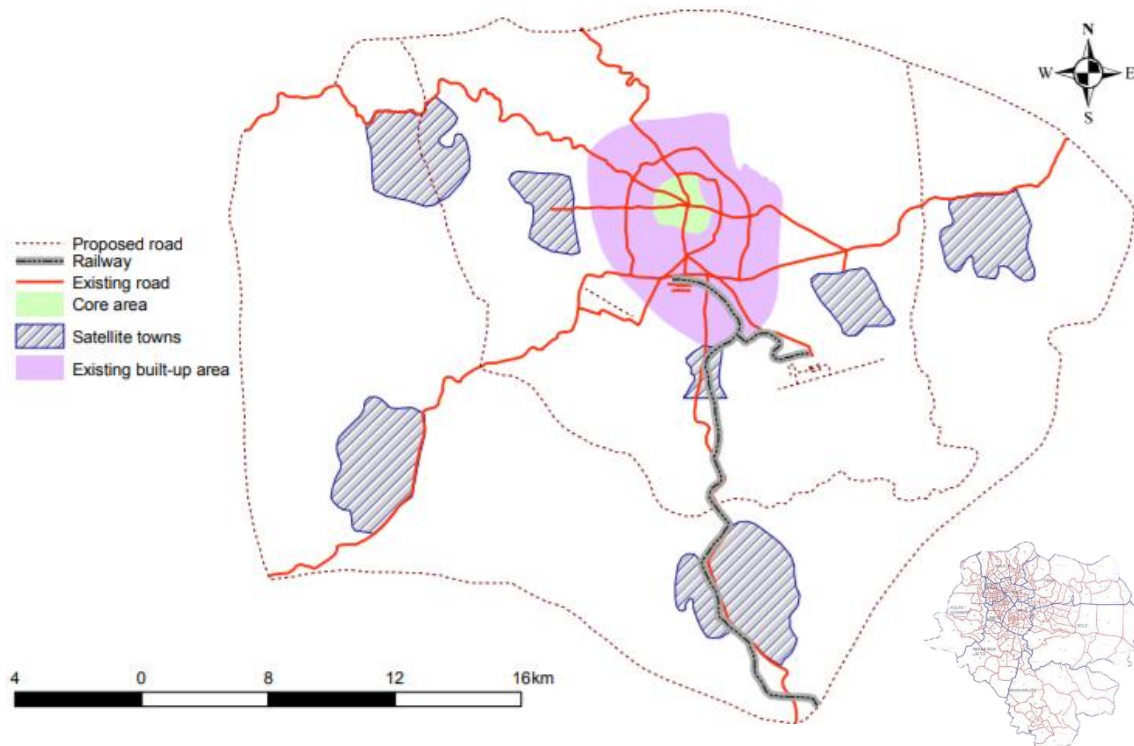 N
W E
S
Proposed road
Railway
Existing road
Core area
Satellite towns
Existing built-up area
4 0 8 12 16km